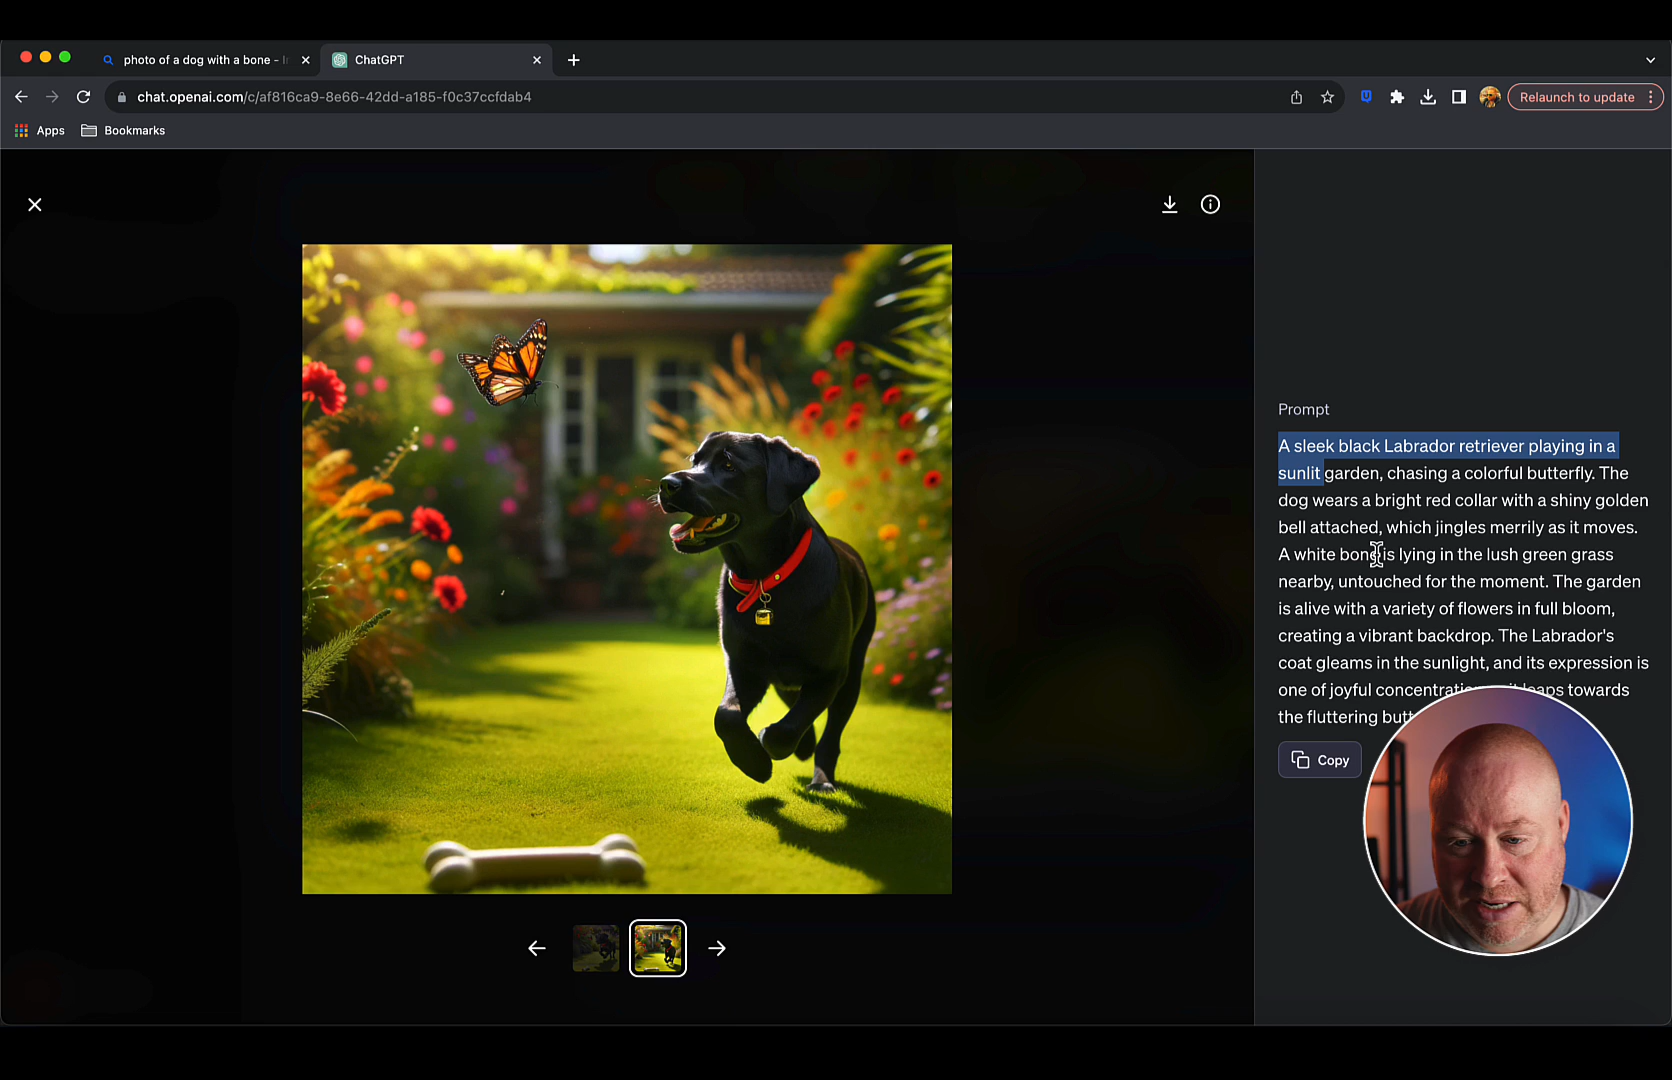 photo of a dog with a bone - I
ChatGPT
chat.openai.com/c/af816ca9-8e66-42dd-a185-f0c37ccfdab4
Relaunch to update
Apps
Bookmarks
Prompt
A sleek black Labrador retriever playing in a
sunlit garden, chasing a colorful butterfly. The
dog wears a bright red collar with a shiny golden
bell attached, which jingles merrily as it moves.
A white bone is lying in the lush green grass
nearby, untouched for the moment. The garden
is alive with a variety of flowers in full bloom,
creating a vibrant backdrop. The Labrador's
coat gleams in the sunlight, and its expression is
one of joyful concentrati leaps towards
the fluttering but
Copy